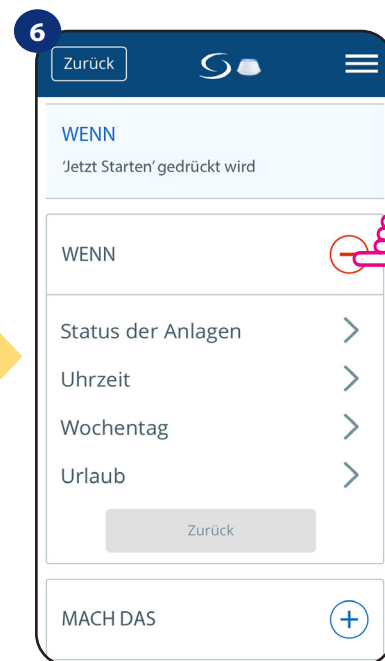 6
Zurück
WENN
‘Jetzt Starten’ gedrückt wird
WENN
Status der Anlagen
Uhrzeit
Wochentag
Urlaub
Zurück
MACH DAS